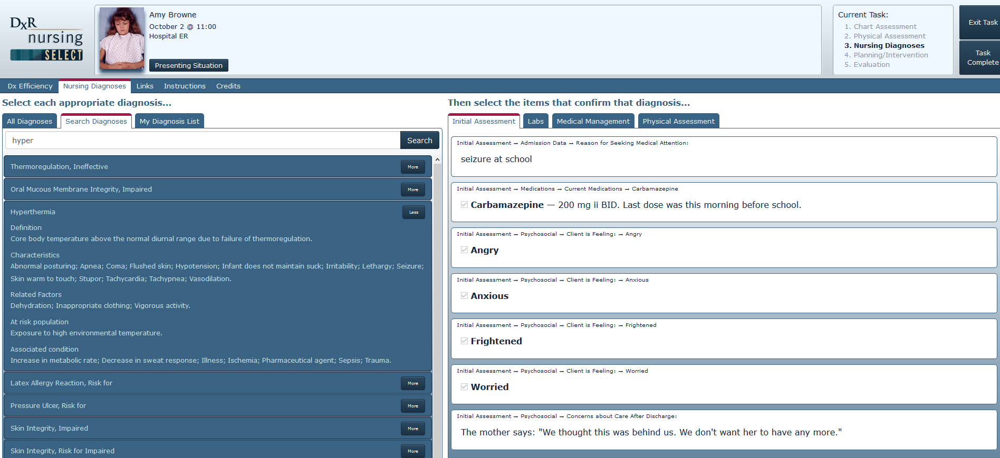 DxR
nursing
SELECT
Amy Browne
October 2 @ 11:00
Hospital ER
Presenting Situation
Current Task:
1. Chart Assessment
2. Physical Assessment
3. Nursing Diagnoses
4. Planning/Intervention
5. Evaluation
Exit Task
Task
Complete
Dx Efficiency Nursing Diagnoses Links Instructions Credits
Select each appropriate diagnosis...
All Diagnoses Search Diagnoses My Diagnosis List
hyper Search
Thermoregulation, Ineffective More
Oral Mucous Membrane Integrity, Impaired More
Hyperthermia Less
Definition
Core body temperature above the normal diurnal range due to failure of thermoregulation.
Characteristics
Abnormal posturing; Apnea; Coma; Flushed skin; Hypotension; Infant does not maintain suck; Irritability; Lethargy; Seizure;
Skin warm to touch; Stupor; Tachycardia; Tachypnea; Vasodilation.
Related Factors
Dehydration; Inappropriate clothing; Vigorous activity.
At risk population
Exposure to high environmental temperature.
Associated condition
Increase in metabolic rate; Decrease in sweat response; Illness; Ischemia; Pharmaceutical agent; Sepsis; Trauma.
Latex Allergy Reaction, Risk for More
Pressure Ulcer, Risk for More
Skin Integrity, Impaired More
Skin Integrity, Risk for Impaired More
Then select the items that confirm that diagnosis...
Initial Assessment Labs Medical Management Physical Assessment
Initial Assessment → Admission Data → Reason for Seeking Medical Attention:
seizure at school
Initial Assessment → Medications → Current Medications → Carbamazepine
Carbamazepine — 200 mg ii BID. Last dose was this morning before school.
Initial Assessment → Psychosocial → Client is Feeling: → Angry
Angry
Initial Assessment → Psychosocial → Client is Feeling: → Anxious
Anxious
Initial Assessment → Psychosocial → Client is Feeling: → Frightened
Frightened
Initial Assessment → Psychosocial → Client is Feeling: → Worried
Worried
Initial Assessment → Psychosocial → Concerns about Care After Discharge:
The mother says: "We thought this was behind us. We don't want her to have any more."